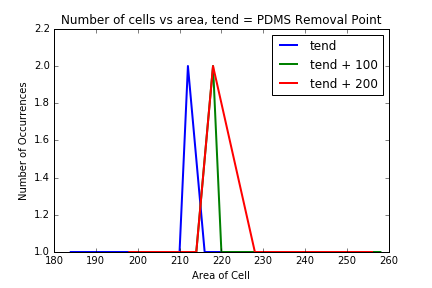 Number of cells vs area, tend = PDMS Removal Point
2.2
2.0
1.8
1.6
1.4
1.2
1.0
Number of Occurrences
tend
tend + 100
tend + 200
180 190 200 210 220 230 240 250 260
Area of Cell